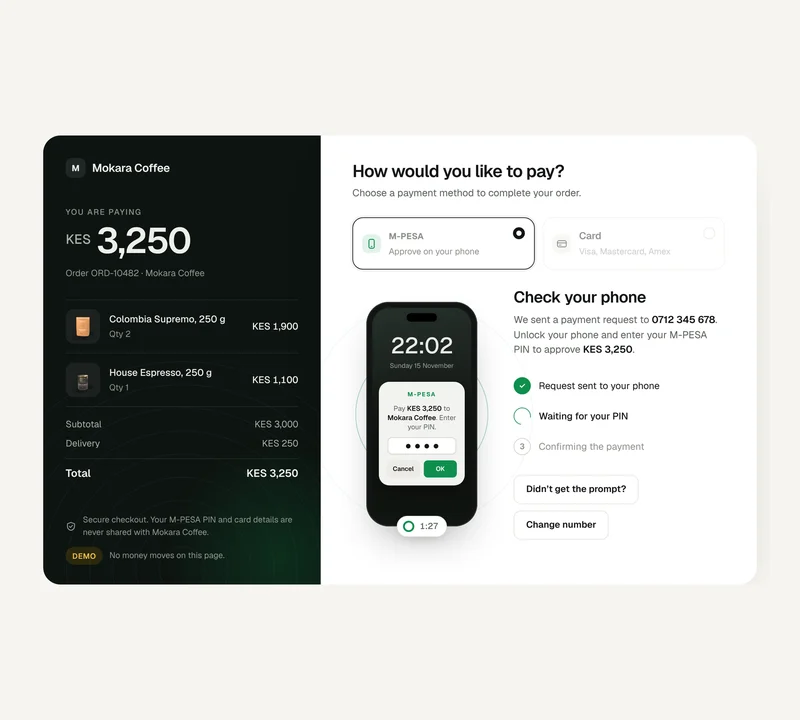 M
Mokara Coffee
YOU ARE PAYING
KES 3,250
Order ORD-10482 · Mokara Coffee
Colombia Supremo, 250 g
Qty 2
KES 1,900
House Espresso, 250 g
Qty 1
KES 1,100
Subtotal KES 3,000
Delivery KES 250
Total KES 3,250
Secure checkout. Your M-PESA PIN and card details are
never shared with Mokara Coffee.
DEMO No money moves on this page.
How would you like to pay?
Choose a payment method to complete your order.
M-PESA
Approve on your phone
Card
Visa, Mastercard, Amex
22:02
Sunday 15 November
M-PESA
Pay KES 3,250 to
Mokara Coffee. Enter
your PIN.
Cancel OK
1:27
Check your phone
We sent a payment request to 0712 345 678.
Unlock your phone and enter your M-PESA
PIN to approve KES 3,250.
Request sent to your phone
Waiting for your PIN
3 Confirming the payment
Didn't get the prompt?
Change number